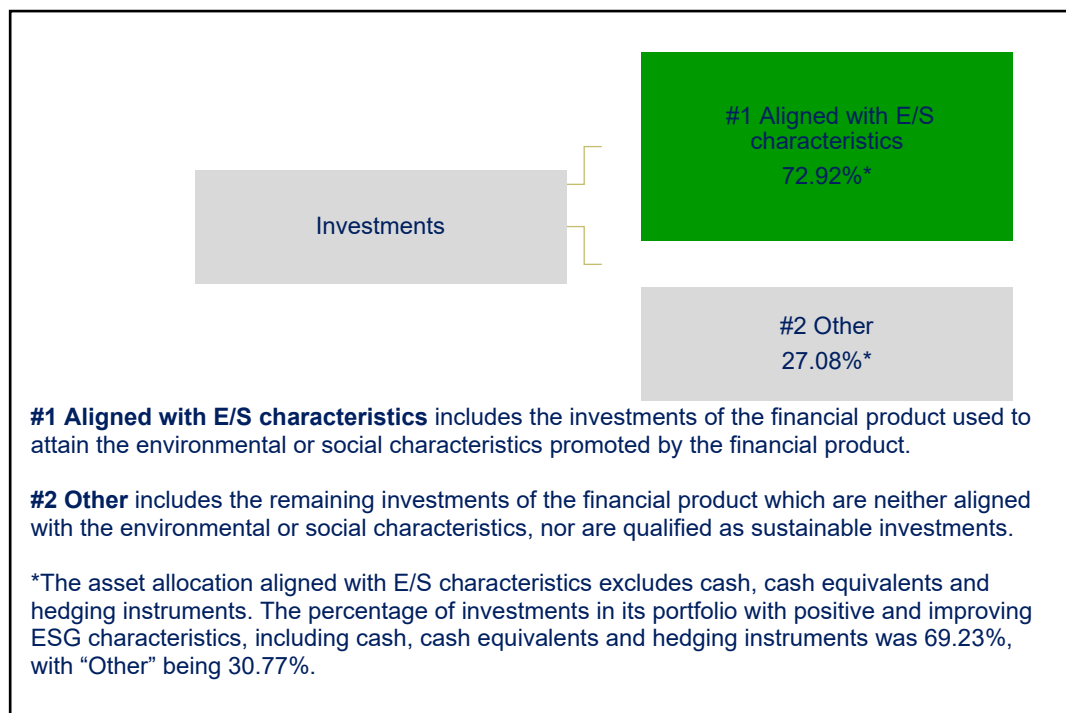 #1 Aligned with E/S
characteristics
72.92%*
Investments
#2 Other
27.08%*
#1 Aligned with E/S characteristics includes the investments of the financial product used to
attain the environmental or social characteristics promoted by the financial product.
#2 Other includes the remaining investments of the financial product which are neither aligned
with the environmental or social characteristics, nor are qualified as sustainable investments.
*The asset allocation aligned with E/S characteristics excludes cash, cash equivalents and
hedging instruments. The percentage of investments in its portfolio with positive and improving
ESG characteristics, including cash, cash equivalents and hedging instruments was 69.23%,
with “Other” being 30.77%.